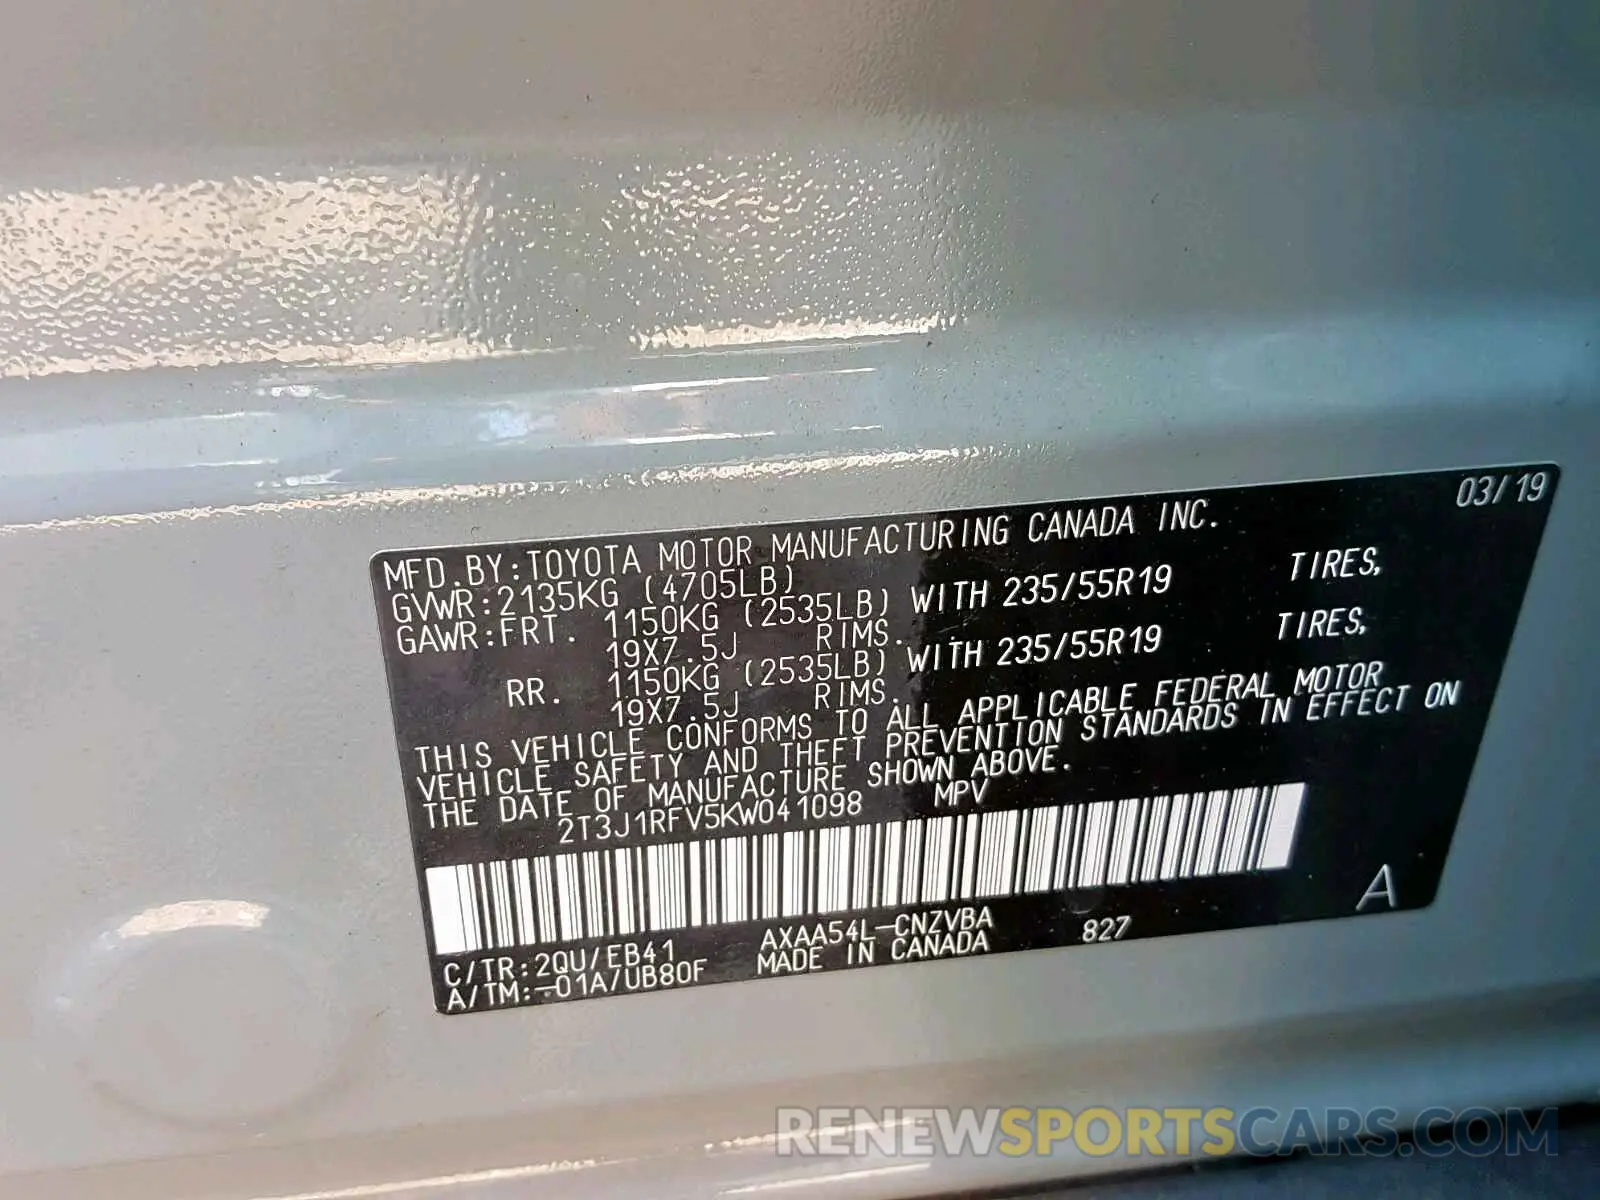 03/19
MFD.BY:TOYOTA MOTOR MANUFACTURING CANADA INC.
GVWR:2135KG (4705LB)
GAWR:FRT. 1150KG (2535LB) WITH 235/55R19 TIRES,
19X7.5J RIMS.
RR. 1150KG (2535LB) WITH 235/55R19 TIRES,
19X7.5J RIMS.
THIS VEHICLE CONFORMS TO ALL APPLICABLE FEDERAL MOTOR
VEHICLE SAFETY AND THEFT PREVENTION STANDARDS IN EFFECT ON
THE DATE OF MANUFACTURE SHOWN ABOVE.
2T3J1RFV5KW041098 MPV
A
C/TR:2QU/EB41 AXAA54L-CNZVBA 827
A/TM:-01A/UB80F MADE IN CANADA
RENEWSPORTSCARS.COM